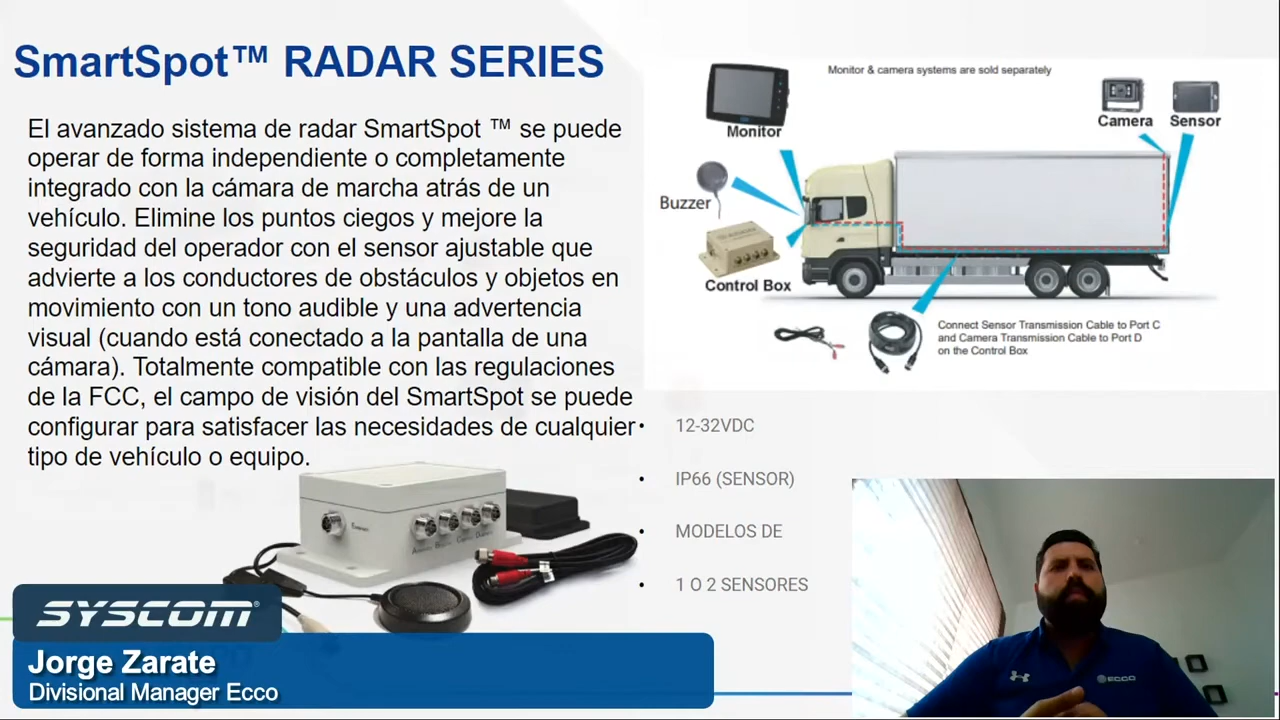 SmartSpot™ RADAR SERIES
El avanzado sistema de radar SmartSpot ™ se puede
operar de forma independiente o completamente
integrado con la cámara de marcha atrás de un
vehículo. Elimine los puntos ciegos y mejore la
seguridad del operador con el sensor ajustable que
advierte a los conductores de obstáculos y objetos en
movimiento con un tono audible y una advertencia
visual (cuando está conectado a la pantalla de una
cámara). Totalmente compatible con las regulaciones
de la FCC, el campo de visión del SmartSpot se puede
configurar para satisfacer las necesidades de cualquier
tipo de vehículo o equipo.
Monitor & camera systems are sold separately
Monitor
Camera
Sensor
Buzzer
Control Box
Connect Sensor Transmission Cable to Port C
and Camera Transmission Cable to Port D
on the Control Box
• 12-32VDC
• IP66 (SENSOR)
• MODELOS DE
• 1 O 2 SENSORES
SYSCOM®
Jorge Zarate
Divisional Manager Ecco
ECCO